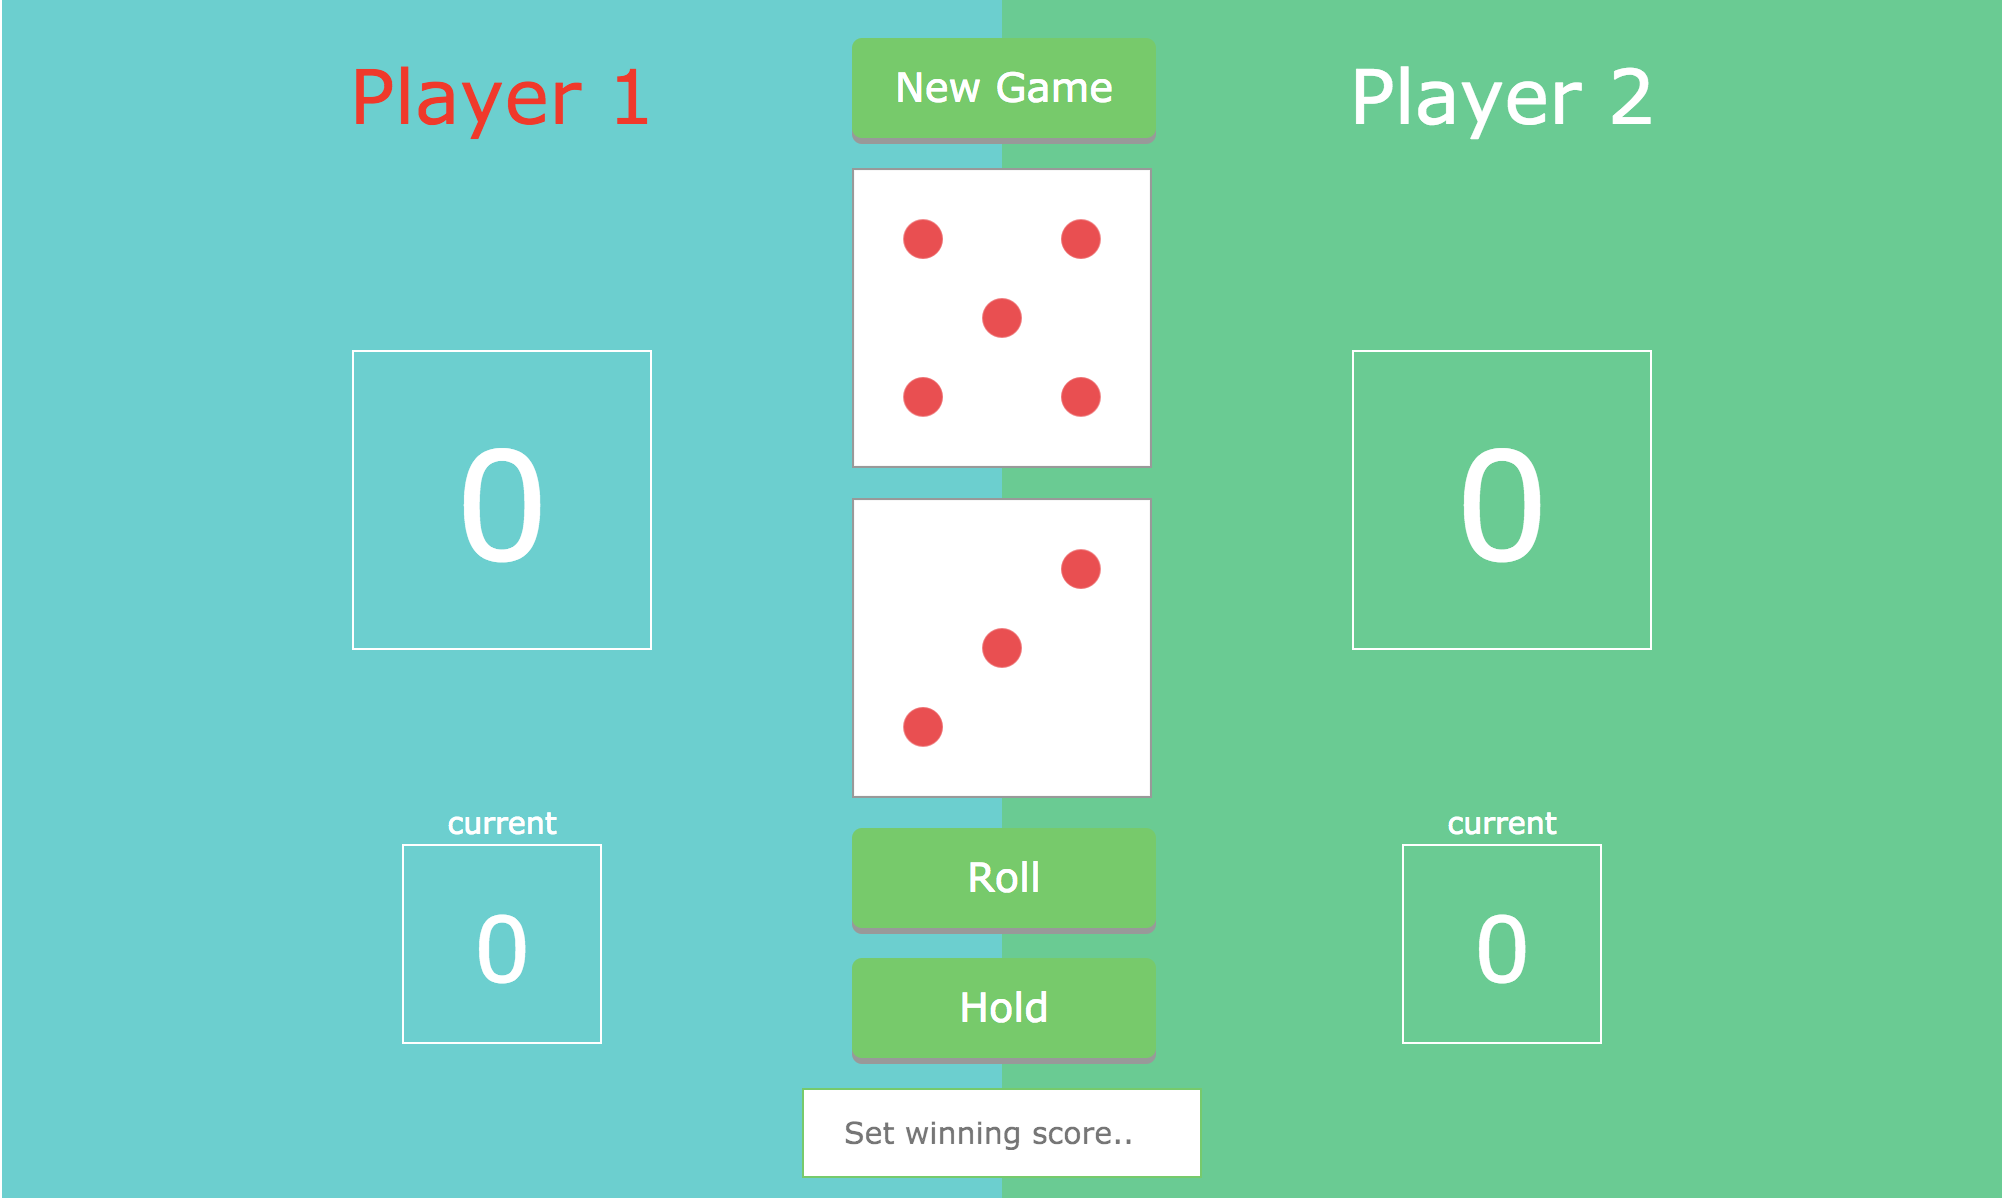 Player 1
New Game
Player 2
0
0
current
current
Roll
0
0
Hold
Set winning score..